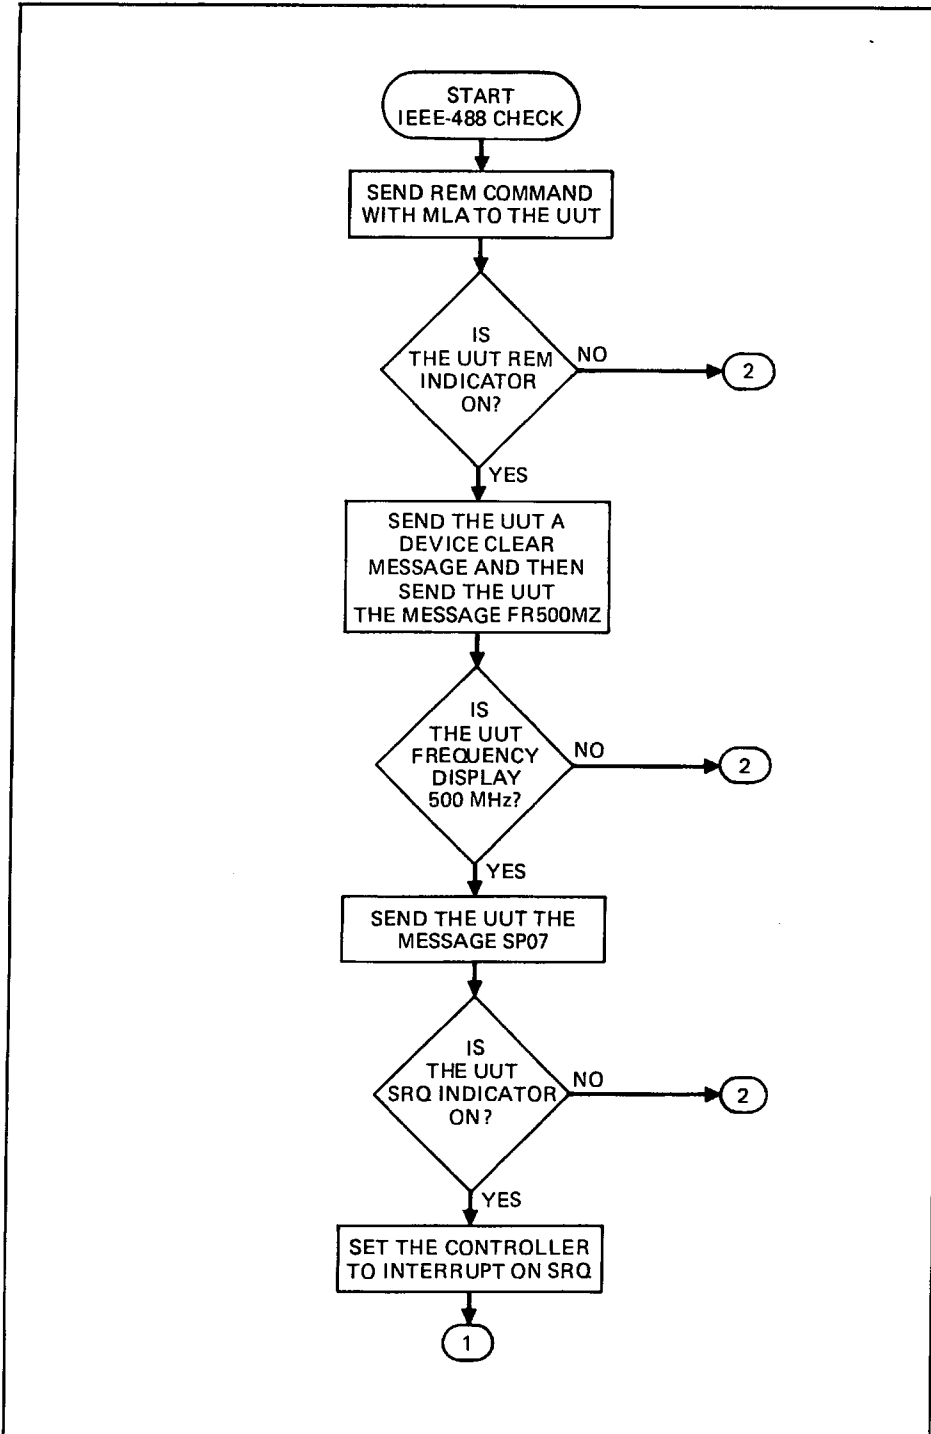 START
IEEE-488 CHECK
SEND REM COMMAND
WITH MLA TO THE UUT
IS
THE UUT REM
INDICATOR
ON?
NO
2
YES
SEND THE UUT A
DEVICE CLEAR
MESSAGE AND THEN
SEND THE UUT
THE MESSAGE FR500MZ
IS
THE UUT
FREQUENCY
DISPLAY
500 MHz?
NO
2
YES
SEND THE UUT THE
MESSAGE SP07
IS
THE UUT
SRQ INDICATOR
ON?
NO
2
YES
SET THE CONTROLLER
TO INTERRUPT ON SRQ
1